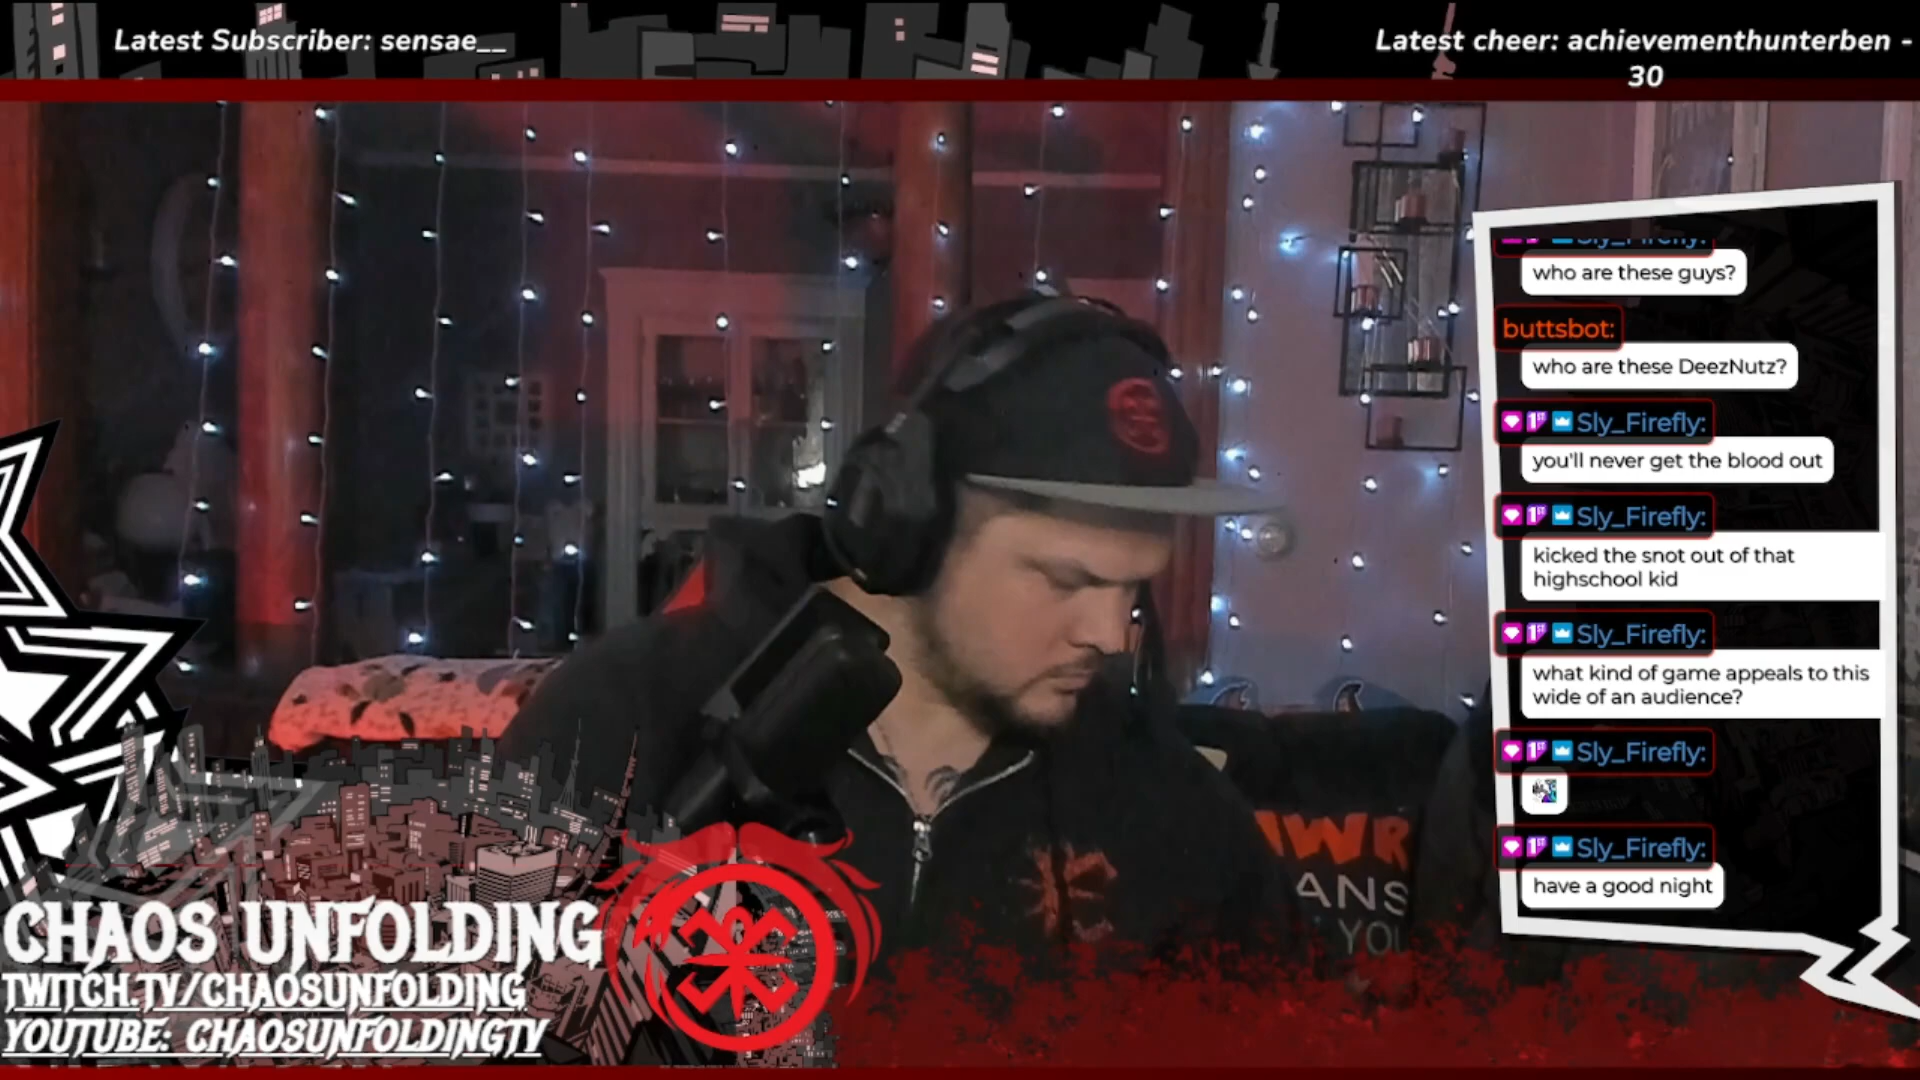 Latest Subscriber: sensae__
Latest cheer: achievementhunterben -
30
Sly_Firefly:
who are these guys?
buttsbot:
who are these DeezNutz?
Sly_Firefly:
you'll never get the blood out
Sly_Firefly:
kicked the snot out of that
highschool kid
Sly_Firefly:
what kind of game appeals to this
wide of an audience?
Sly_Firefly:
Sly_Firefly:
have a good night
ANS
YOU
CHAOS UNFOLDING
TWITCH.TV/CHAOSUNFOLDING
YOUTUBE: CHAOSUNFOLDINGTV